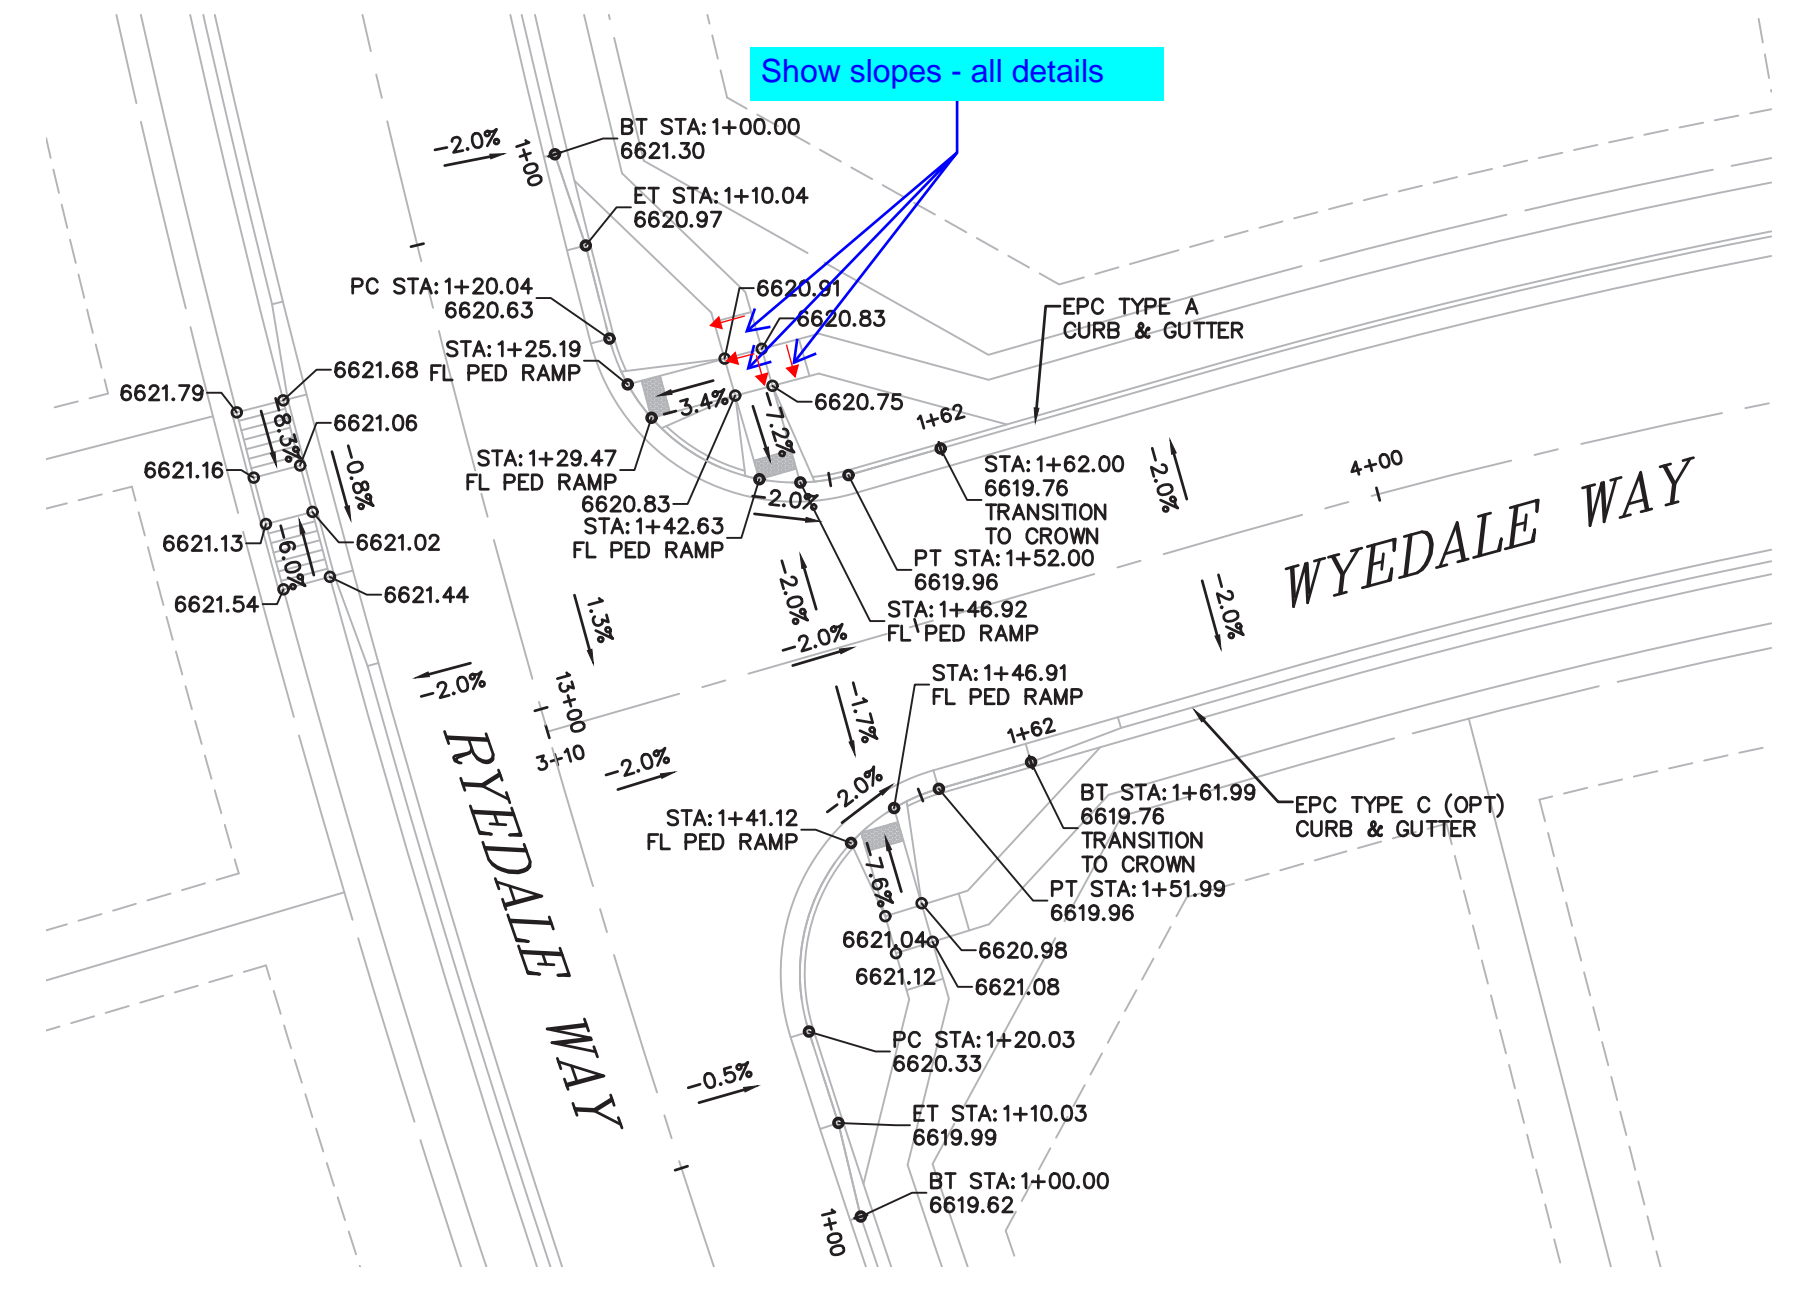 Show slopes - all details
BT STA:1+00.00
6621.30
-2.0%
1+00
ET STA:1+10.04
6620.97
PC STA:1+20.04
6620.63
6620.91
6620.83
EPC TYPE A
CURB & GUTTER
STA:1+25.19
FL PED RAMP
6621.68
6621.79
-8.3%
6621.06
-3.4%
6620.75
-7.2%
1+62
STA:1+29.47
FL PED RAMP
6621.16
-0.8%
STA:1+62.00
6619.76
TRANSITION
TO CROWN
-2.0%
4+00
6620.83
-2.0%
STA:1+42.63
FL PED RAMP
6621.13
6621.02
-6.0%
PT STA:1+52.00
6619.96
WYEDALE WAY
6621.54
6621.44
1.3%
-2.0%
STA:1+46.92
FL PED RAMP
-2.0%
-2.0%
-2.0%
13+00
3+10
STA:1+46.91
FL PED RAMP
-1.7%
1+62
-2.0%
-2.0%
RYEDALE WAY
STA:1+41.12
FL PED RAMP
BT STA:1+61.99
6619.76
TRANSITION
TO CROWN
EPC TYPE C (OPT)
CURB & GUTTER
-7.6%
PT STA:1+51.99
6619.96
6621.04
6620.98
6621.12
6621.08
PC STA:1+20.03
6620.33
-0.5%
ET STA:1+10.03
6619.99
BT STA:1+00.00
6619.62
1+00